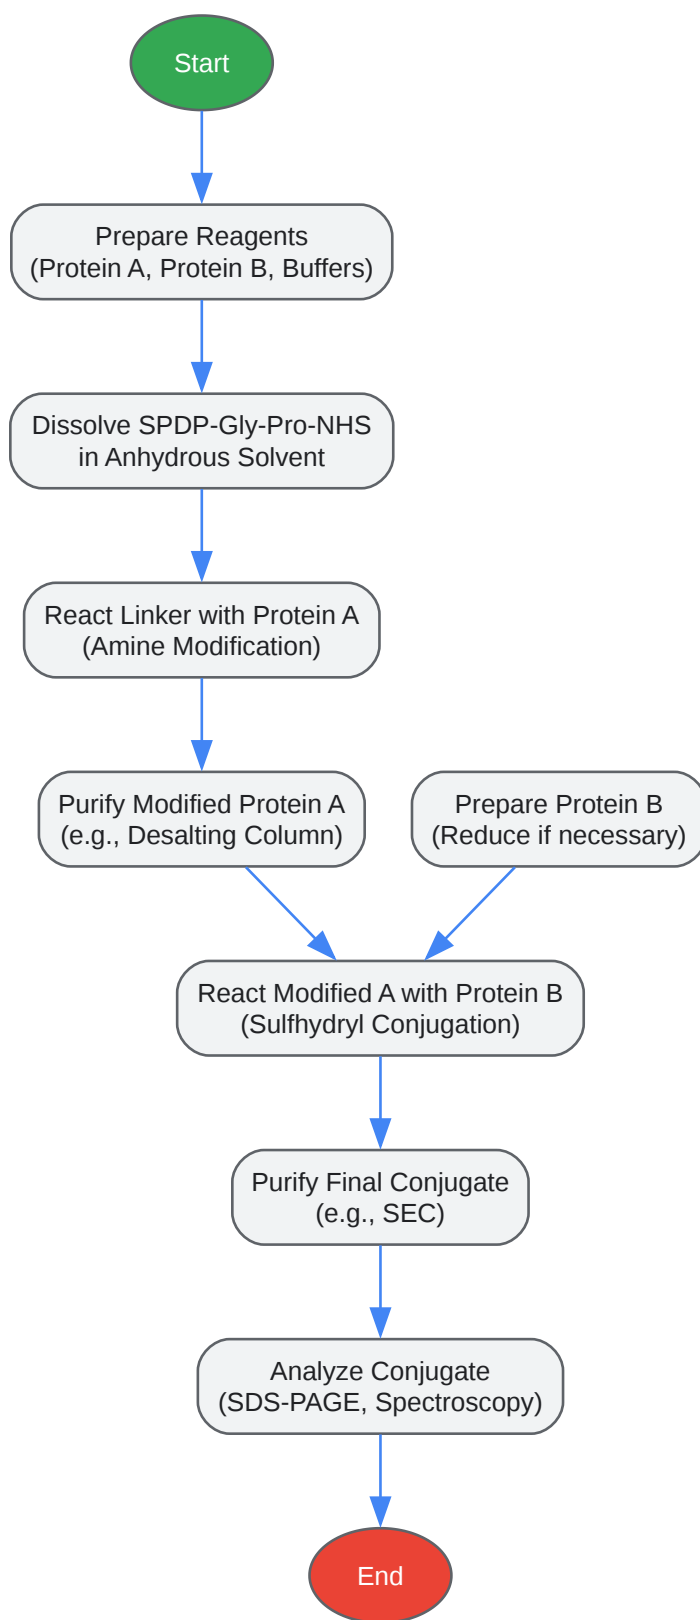 Start
Prepare Reagents
(Protein A, Protein B, Buffers)
Dissolve SPDP-Gly-Pro-NHS
in Anhydrous Solvent
React Linker with Protein A
(Amine Modification)
Purify Modified Protein A
(e.g., Desalting Column)
Prepare Protein B
(Reduce if necessary)
React Modified A with Protein B
(Sulfhydryl Conjugation)
Purify Final Conjugate
(e.g., SEC)
Analyze Conjugate
(SDS-PAGE, Spectroscopy)
End